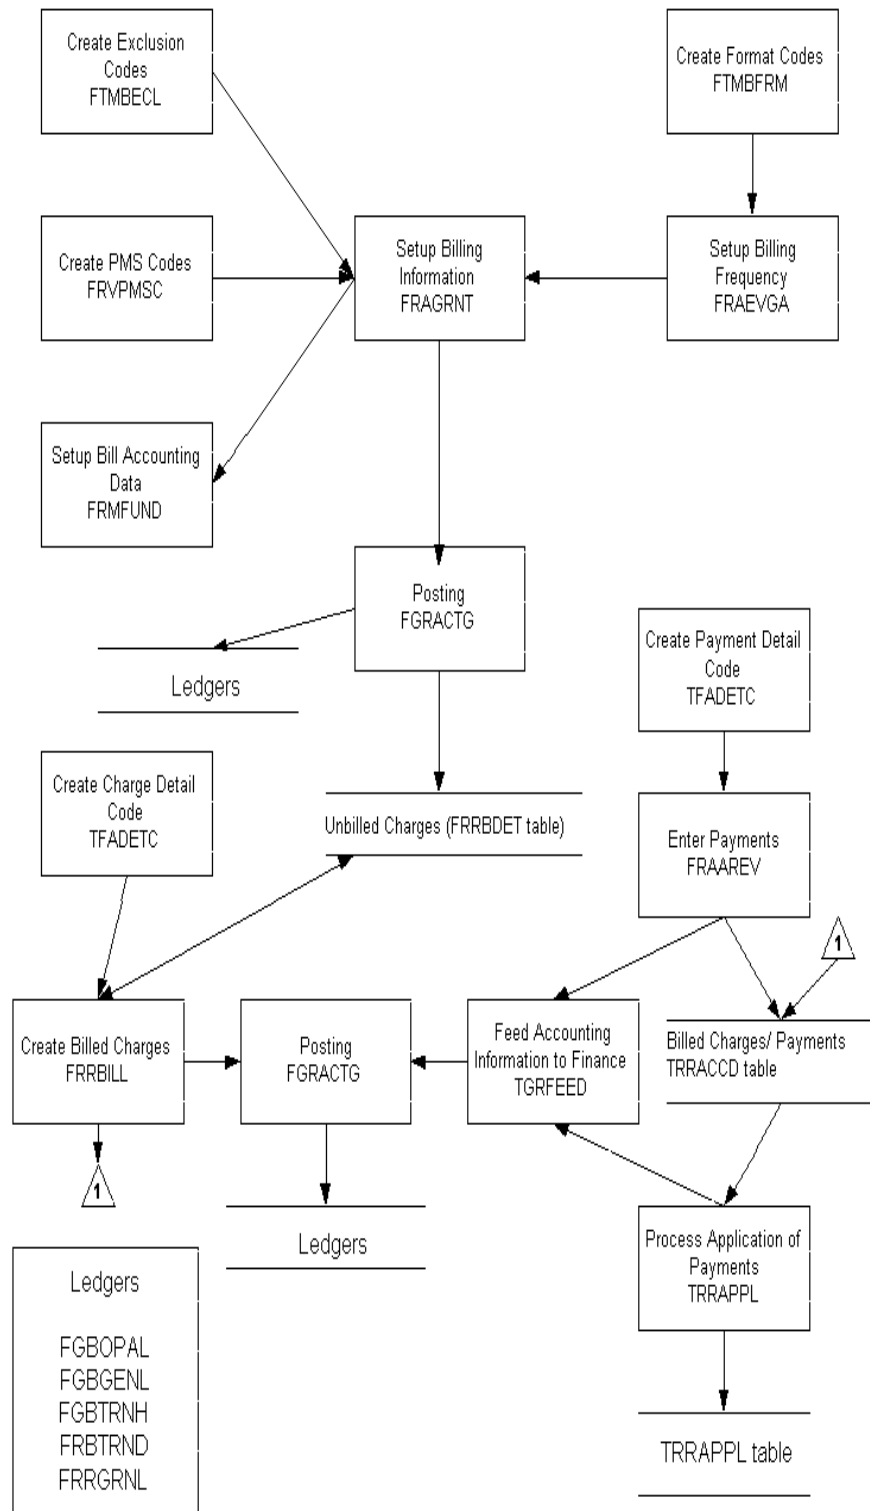 Create Exclusion
Codes
FTMBECL
Create Format Codes
FTMBFRM
Create PMS Codes
FRVPMSC
Setup Billing
Information
FRAGRNT
Setup Billing
Frequency
FRAEVGA
Setup Bill Accounting
Data
FRMFUND
Posting
FGRACTG
Ledgers
Create Payment Detail
Code
TFADETC
Create Charge Detail
Code
TFADETC
Unbilled Charges (FRRBDET table)
Enter Payments
FRAAREV
1
Create Billed Charges
FRRBILL
Posting
FGRACTG
Feed Accounting
Information to Finance
TGRFEED
Billed Charges/ Payments
TRRACCD table
1
Ledgers
Process Application of
Payments
TRRAPPL
Ledgers
FGBOPAL
FGBGENL
FGBTRNH
FRBTRND
FRRGRNL
TRRAPPL table